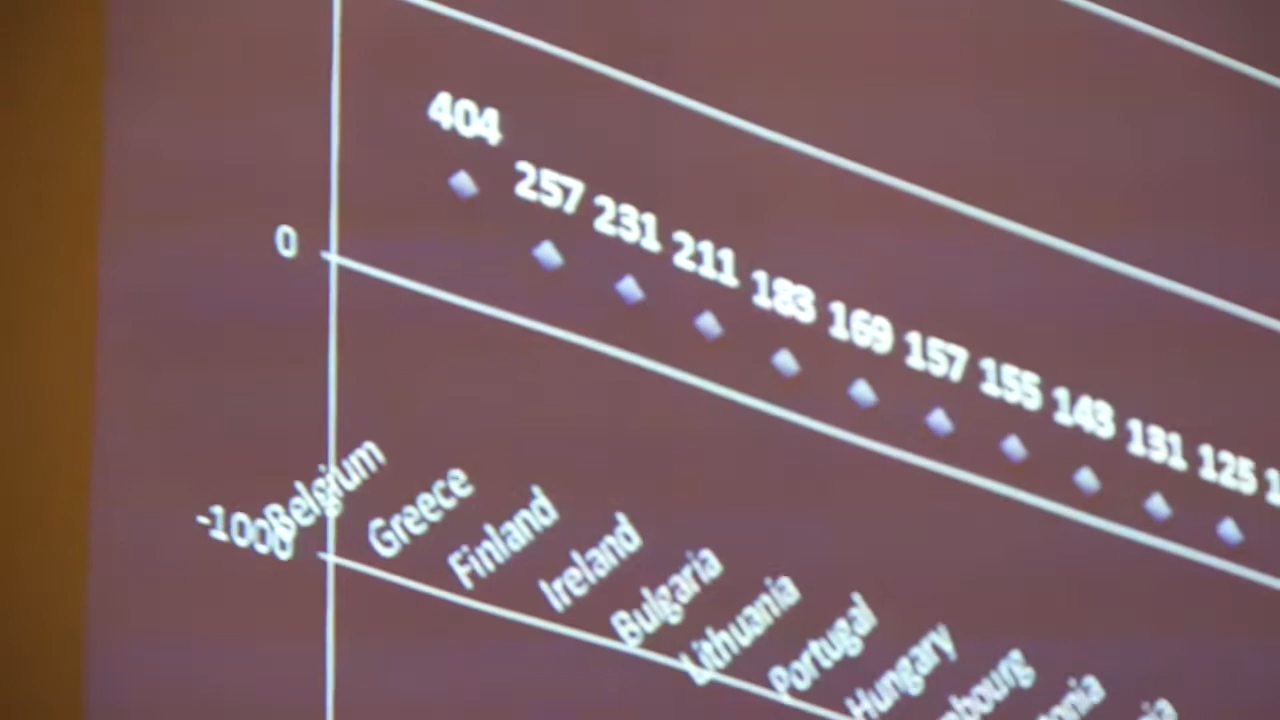 404
257 231 211 183 169 157 155 143 131 125
0
-1000
Belgium
Greece
Finland
Ireland
Bulgaria
Lithuania
Portugal
Hungary